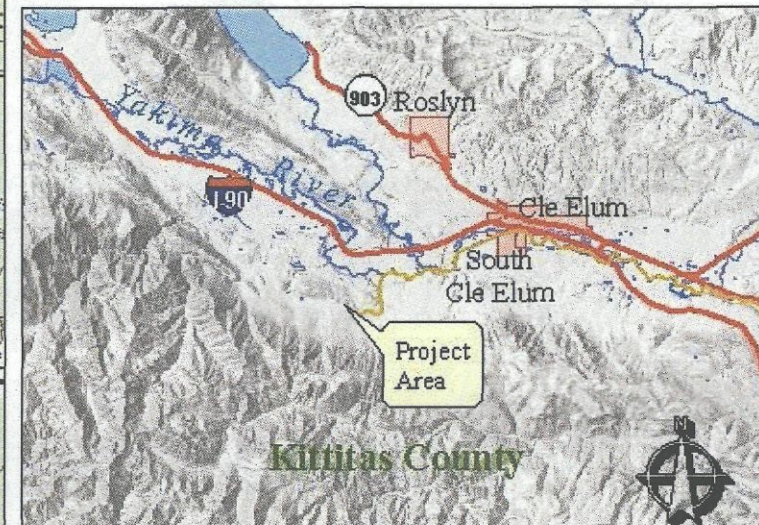 903
Roslyn
Yakima
River
I-90
Cle Elum
South
Cle Elum
Project
Area
Kittitas County
N